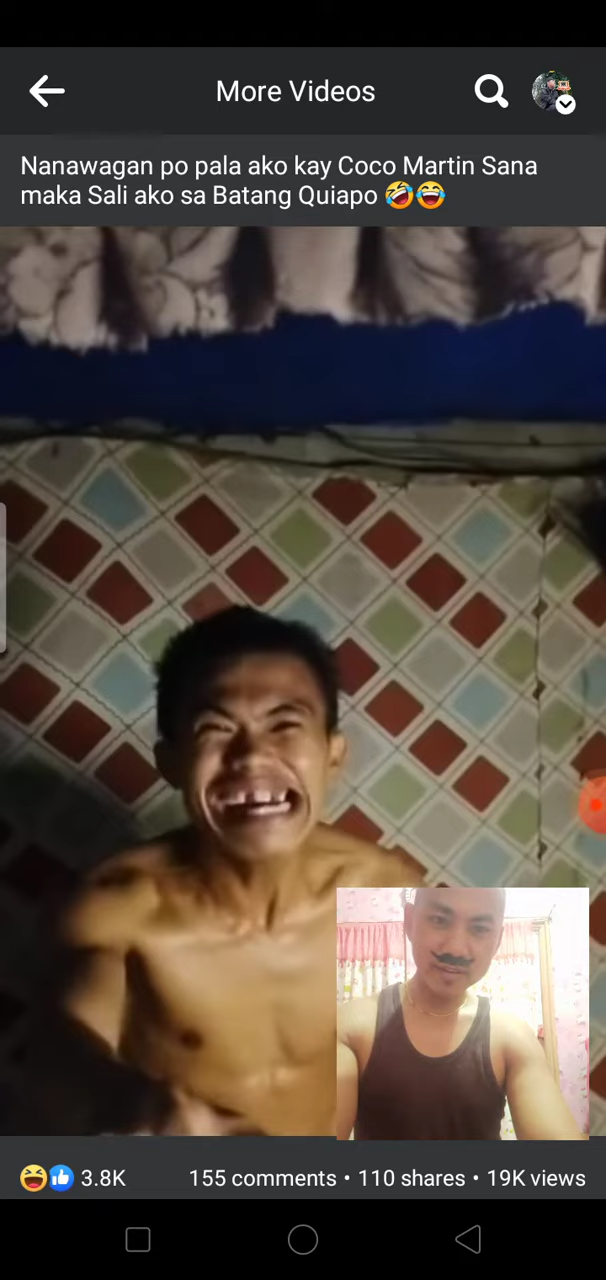 More Videos
Nanawagan po pala ako kay Coco Martin Sana
maka Sali ako sa Batang Quiapo 🤣😂
3.8K 155 comments • 110 shares • 19K views